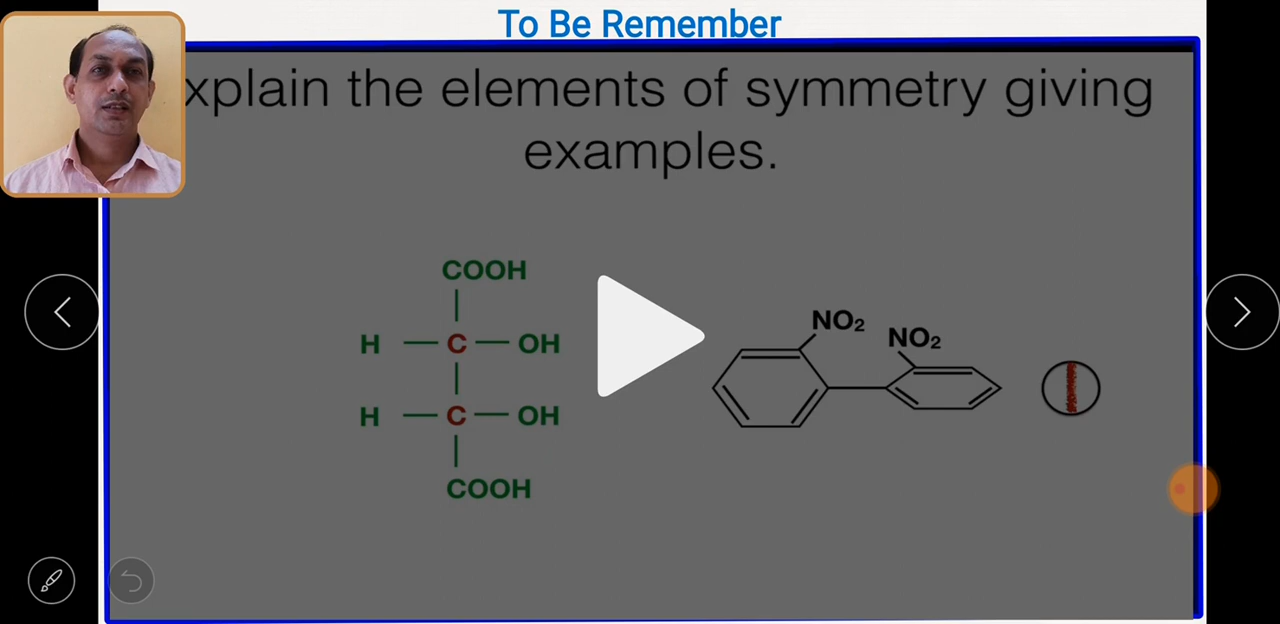 To Be Remember
xplain the elements of symmetry giving
examples.
COOH
H — C — OH
H — C — OH
COOH
NO₂
NO₂